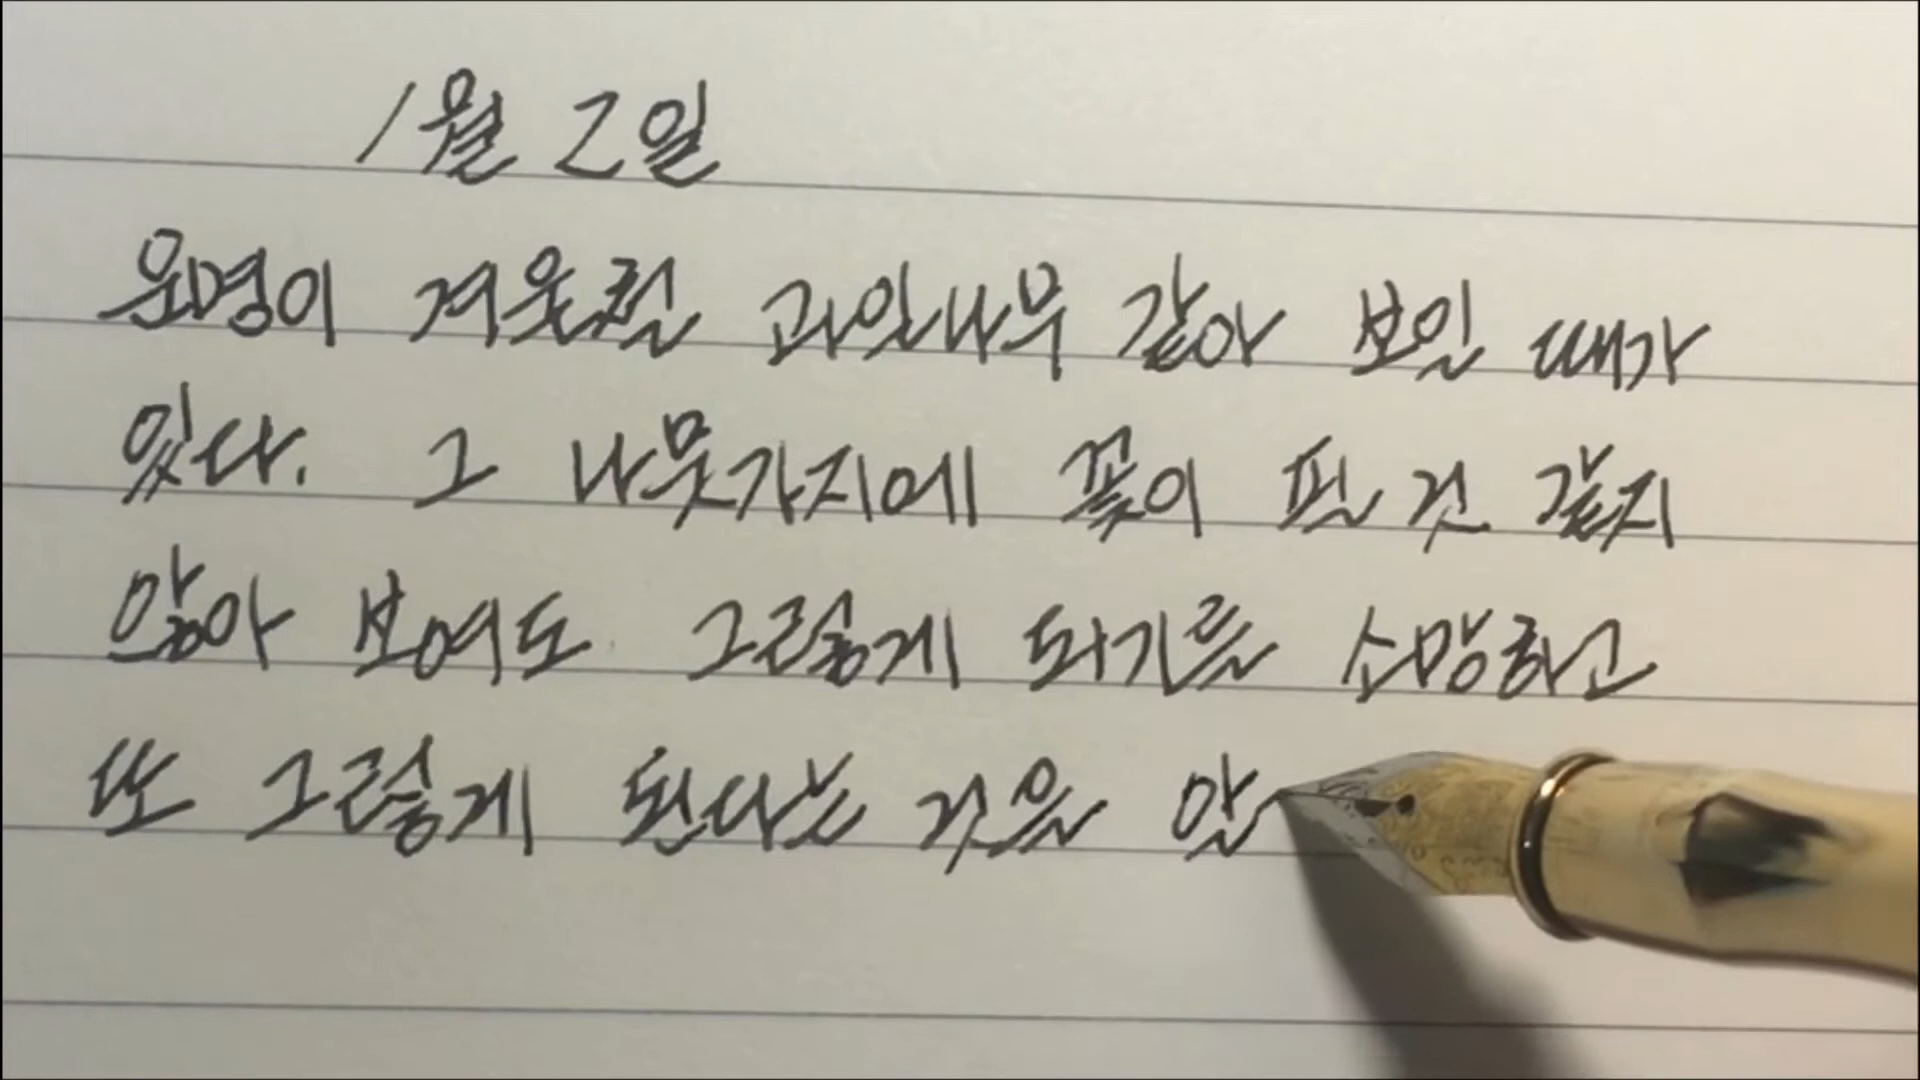 1월 2일
운명이 겨울철 과일나무 같아 보인 때가
있다. 그 나뭇가지에 꽃이 핀 것 같지
않아 보여도 그렇게 되기를 소망하고
또 그렇게 된다는 것을 안